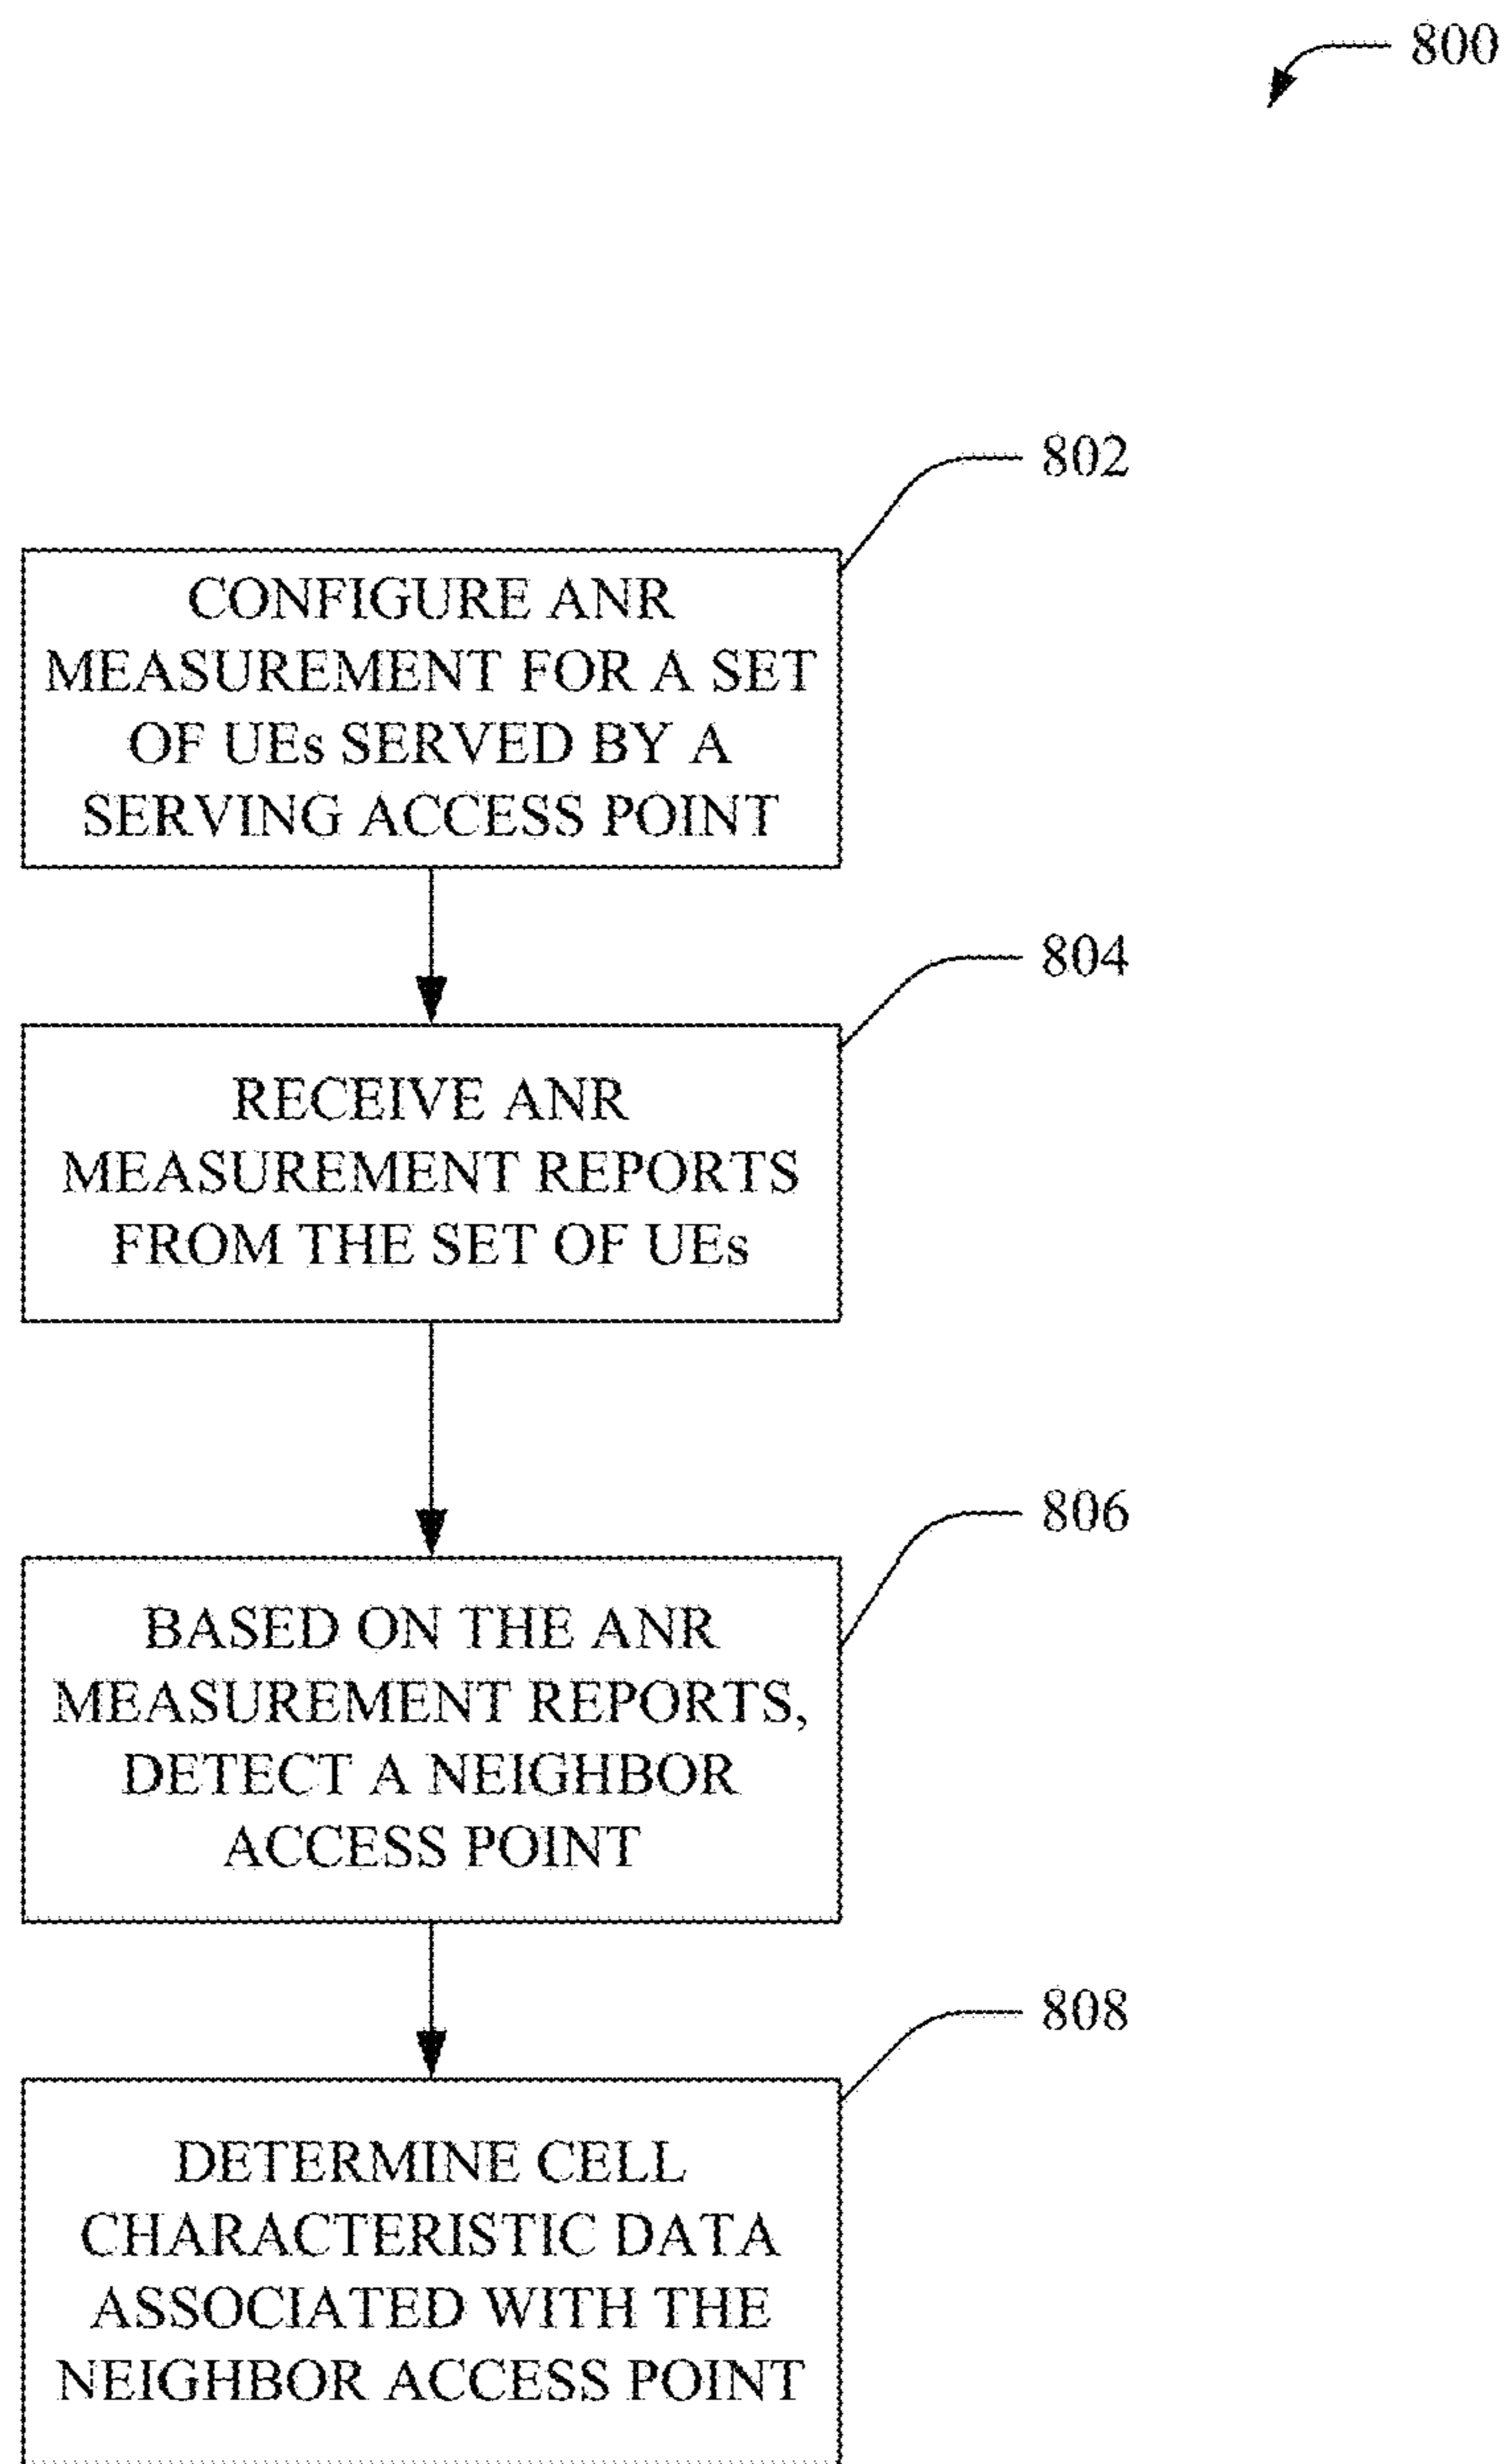 800
802
CONFIGURE ANR
MEASUREMENT FOR A SET
OF UEs SERVED BY A
SERVING ACCESS POINT
804
RECEIVE ANR
MEASUREMENT REPORTS
FROM THE SET OF UEs
806
BASED ON THE ANR
MEASUREMENT REPORTS,
DETECT A NEIGHBOR
ACCESS POINT
808
DETERMINE CELL
CHARACTERISTIC DATA
ASSOCIATED WITH THE
NEIGHBOR ACCESS POINT